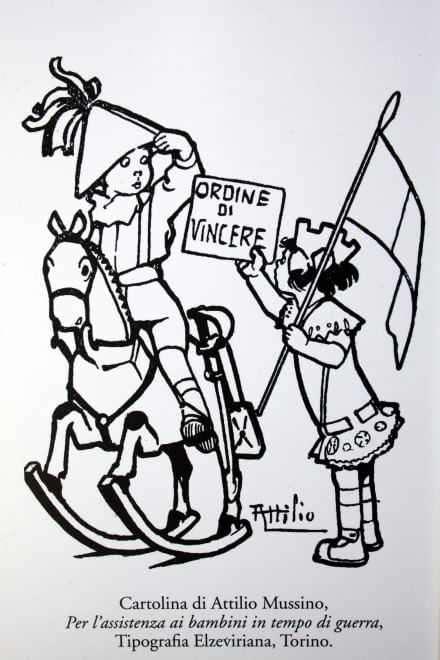 ORDINE
DI
VINCERE
Attilio
Cartolina di Attilio Mussino,
Per l'assistenza ai bambini in tempo di guerra,
Tipografia Elzeviriana, Torino.